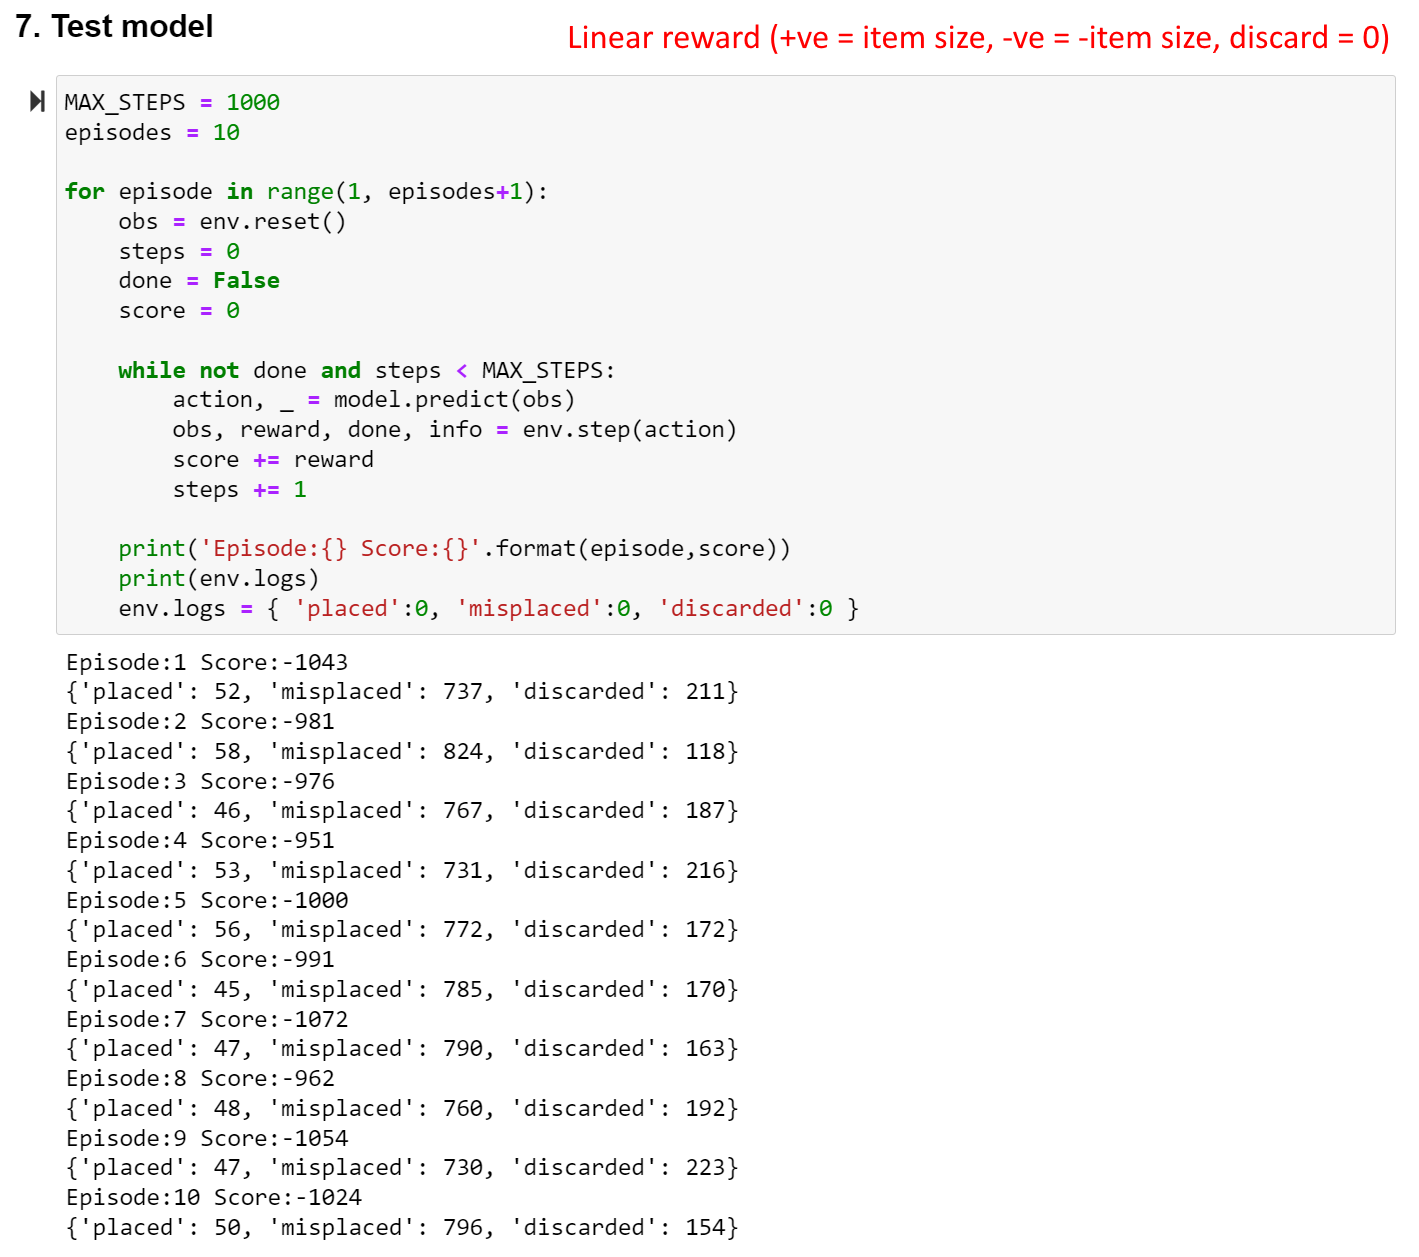 7. Test model
Linear reward (+ve = item size, -ve = -item size, discard = 0)
MAX_STEPS = 1000
episodes = 10
for episode in range(1, episodes+1):
    obs = env.reset()
    steps = 0
    done = False
    score = 0
    while not done and steps < MAX_STEPS:
        action, _ = model.predict(obs)
        obs, reward, done, info = env.step(action)
        score += reward
        steps += 1
    print('Episode:{} Score:{}'.format(episode,score))
    print(env.logs)
    env.logs = { 'placed':0, 'misplaced':0, 'discarded':0 }
Episode:1 Score:-1043
{'placed': 52, 'misplaced': 737, 'discarded': 211}
Episode:2 Score:-981
{'placed': 58, 'misplaced': 824, 'discarded': 118}
Episode:3 Score:-976
{'placed': 46, 'misplaced': 767, 'discarded': 187}
Episode:4 Score:-951
{'placed': 53, 'misplaced': 731, 'discarded': 216}
Episode:5 Score:-1000
{'placed': 56, 'misplaced': 772, 'discarded': 172}
Episode:6 Score:-991
{'placed': 45, 'misplaced': 785, 'discarded': 170}
Episode:7 Score:-1072
{'placed': 47, 'misplaced': 790, 'discarded': 163}
Episode:8 Score:-962
{'placed': 48, 'misplaced': 760, 'discarded': 192}
Episode:9 Score:-1054
{'placed': 47, 'misplaced': 730, 'discarded': 223}
Episode:10 Score:-1024
{'placed': 50, 'misplaced': 796, 'discarded': 154}